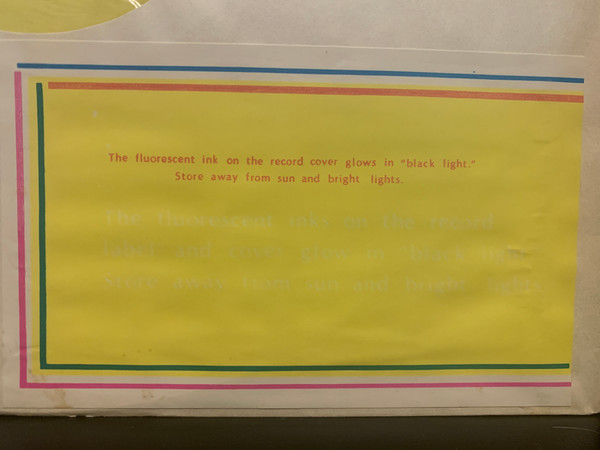 The fluorescent ink on the record cover glows in "black light."
Store away from sun and bright lights.
The fluorescent inks on the record
label and cover glow in "black light."
Store away from sun and bright lights.